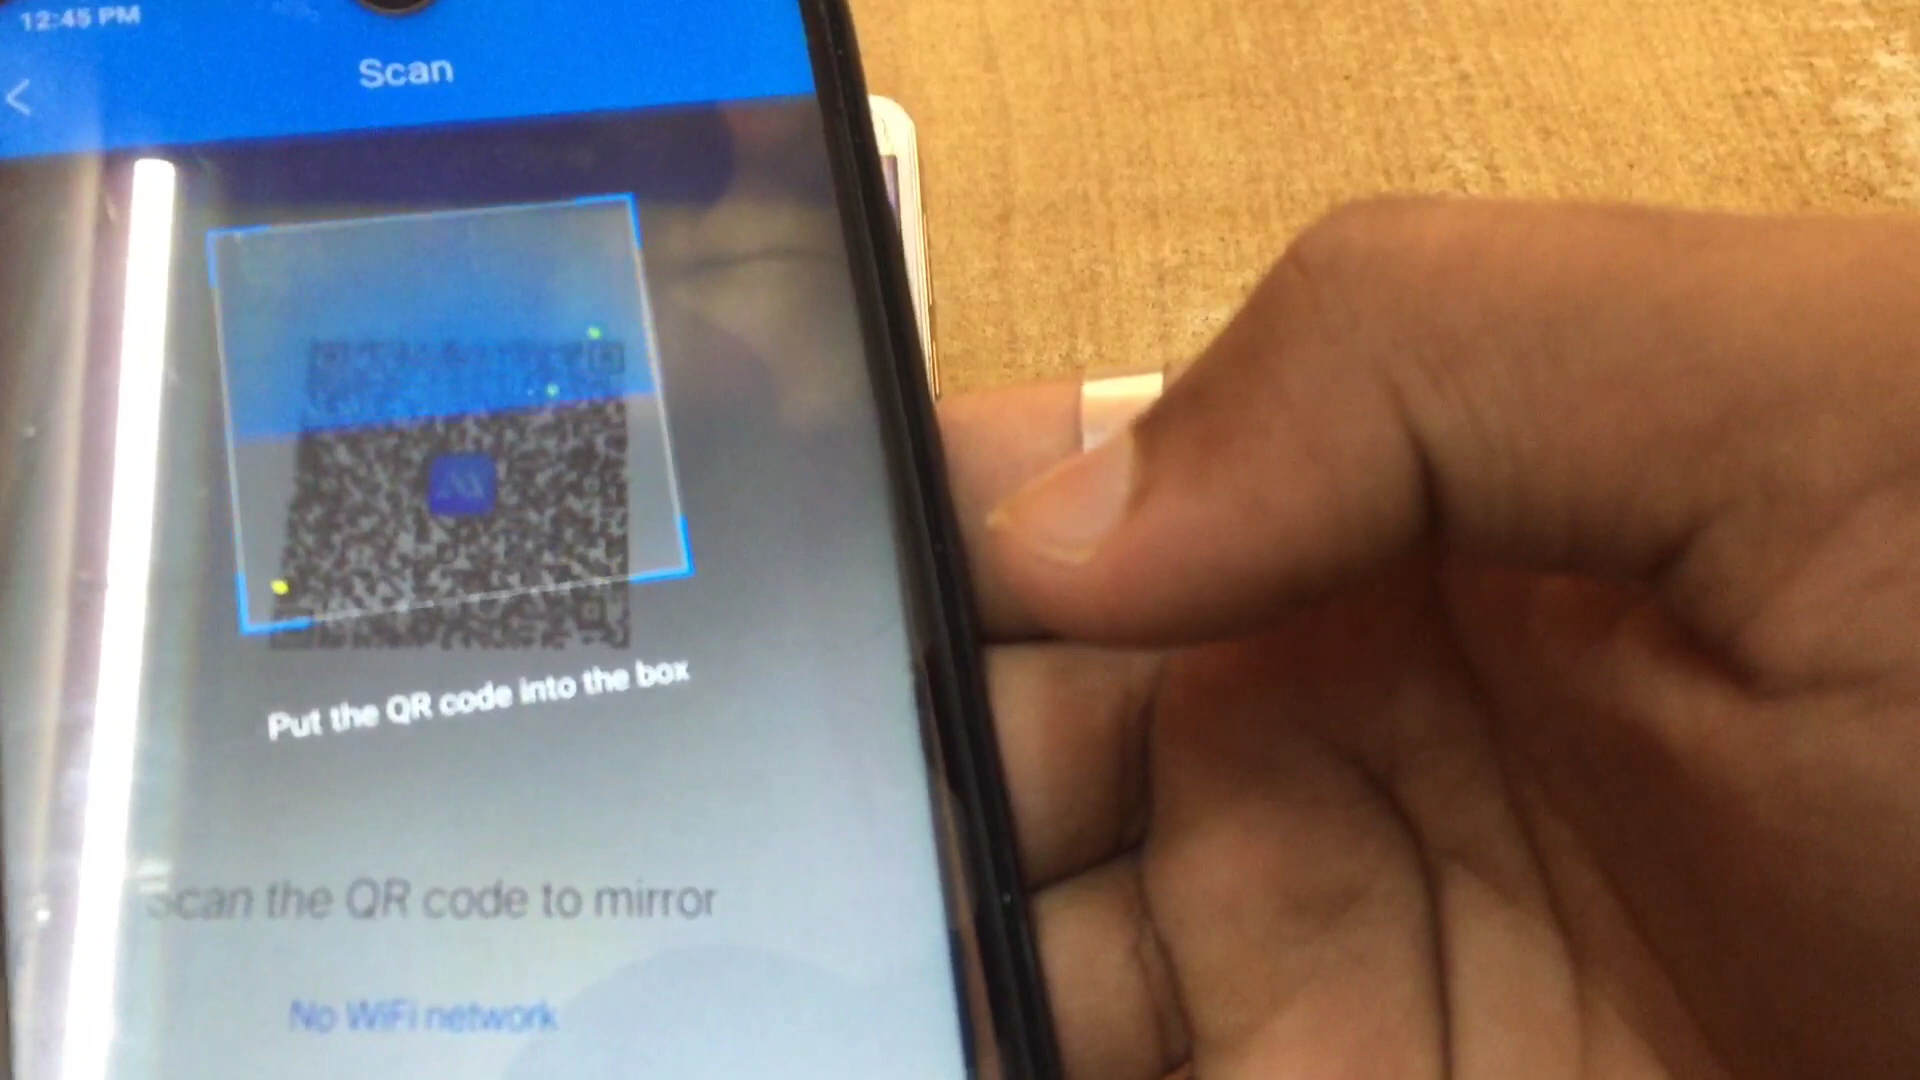 12:45 PM
Scan
Put the QR code into the box
Scan the QR code to mirror
No WiFi network